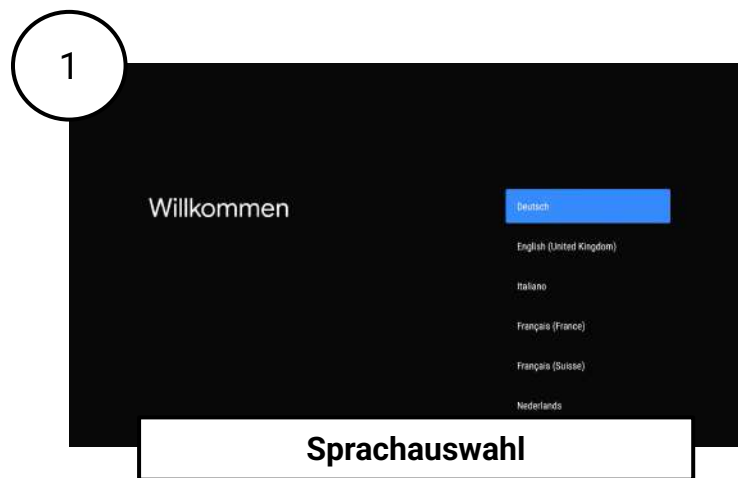 1
Willkommen
Deutsch
English (United Kingdom)
Italiano
Français (France)
Français (Suisse)
Nederlands
Sprachauswahl